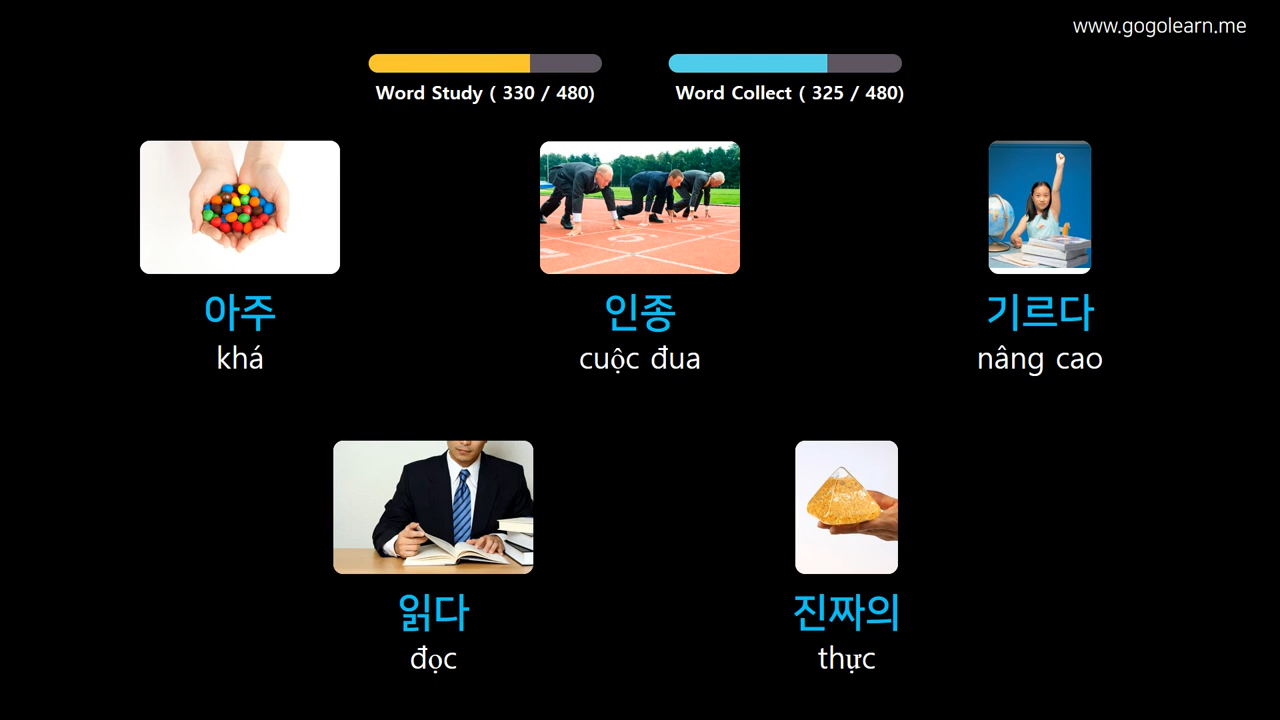 www.gogolearn.me
Word Study ( 330 / 480)
Word Collect ( 325 / 480)
아주
khá
인종
cuộc đua
기르다
nâng cao
읽다
đọc
진짜의
thực